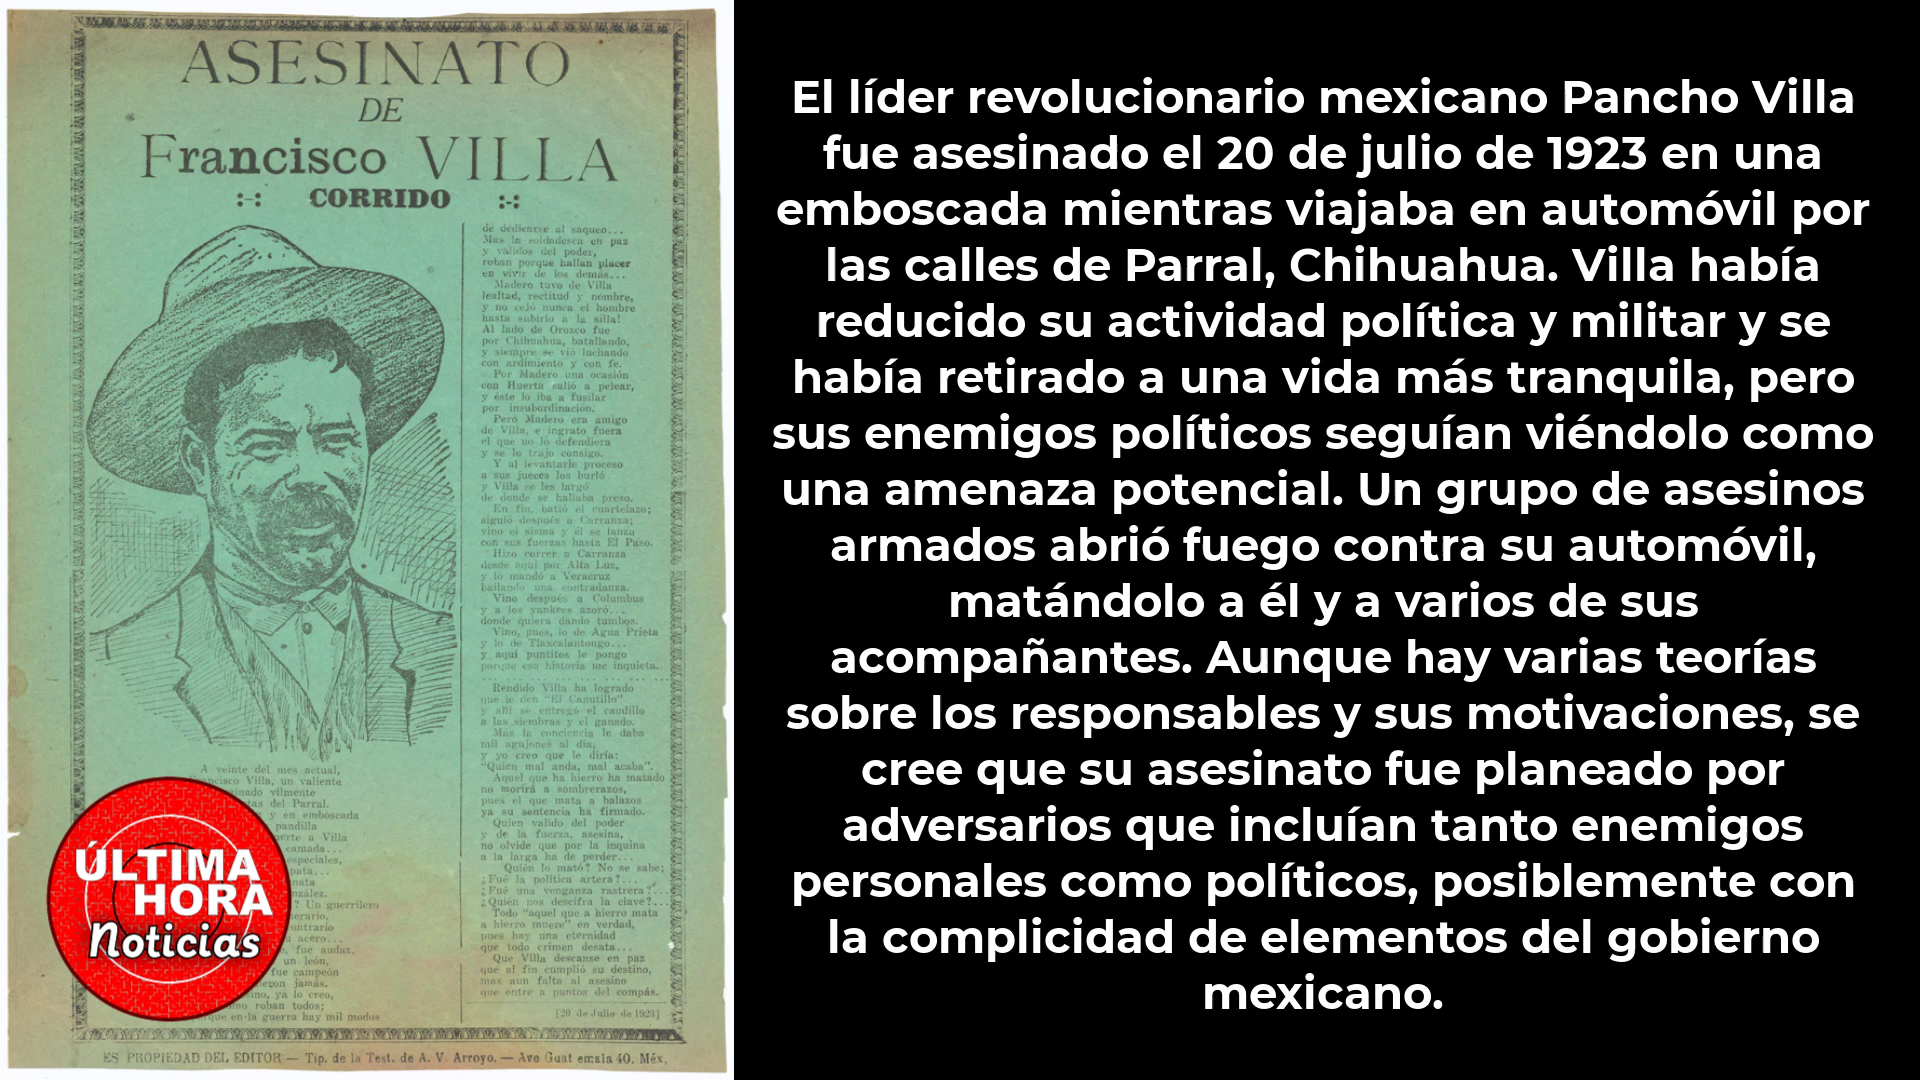 ASESINATO
DE
Francisco VILLA
:-: CORRIDO :-:
A veinte del mes actual,
Francisco Villa, un valiente
sinado vilmente
tas del Parral.
y en emboscada
pandilla
erte a Villa
camada...
especiales,
pata...
mata
nzález.
? Un guerrillero
erario,
contrario
u acero...
, fue audaz,
un león,
fue campeón
eron jamás.
sino, ya lo creo,
omo roban todos;
rque en la guerra hay mil modos
de dedicarse al saqueo...
Mas la soldadesca en paz
y validos del poder,
roban porque hallan placer
en vivir de los demás...
Madero tuvo de Villa
lealtad, rectitud y nombre,
y no celó nunca el hombre
hasta subirlo a la silla!
Al lado de Orozco fue
por Chihuahua, batallando,
y siempre se vió luchando
con ardimiento y con fe.
Por Madero una ocasión
con Huerta salió a pelear,
y éste lo iba a fusilar
por insubordinación.
Pero Madero era amigo
de Villa, e ingrato fuera
el que no lo defendiera
y se lo trajo consigo.
Y al levantarle proceso
a sus jueces los burló
y Villa se les largó
de donde se hallaba preso.
En fin, batió el cuartelazo;
siguió después a Carranza;
vino el sisma y él se lanza
con sus fuerzas hasta El Paso.
Hizo correr a Carranza
desde aquí por Alta Luz,
y lo mandó a Veracruz
bailando una contradanza.
Vino después a Columbus
y a los yankees azoró...
donde quiera dando tumbos.
Vino, pues, lo de Agua Prieta
y lo de Tlaxcalantongo...
y aquí puntitos le pongo
porque esa historia me inquieta..
Rendido Villa ha logrado
que le den "El Canutillo"
y allí se entregó el caudillo
a las siembras y el ganado.
Más la conciencia le daba
mil agujones al día,
y yo creo que le diría:
"Quien mal anda, mal acaba".
Aquel que ha hierro ha matado
no morirá a sombrerazos,
pues el que mata a balazos
ya su sentencia ha firmado.
Quien valido del poder
y de la fuerza, asesina,
no olvide que por la inquina
a la larga ha de perder...
Quién lo mató? No se sabe;
¿Fué la política artera?...
¿Fué una venganza rastrera?...
¿Quién nos descifra la clave?...
Todo "aquel que a hierro mata
a hierro muere" en verdad,
pues hay una eternidad
que todo crimen desata...
Que Villa descanse en paz
que al fin cumplió su destino,
mas aun falta al asesino
que entre a puntos del compás.
[20 de Julio de 1923]
ES PROPIEDAD DEL EDITOR — Tip. de la Test. de A. V. Arroyo. — Ave Guat emala 40, Méx,
ÚLTIMA
HORA
Noticias
El líder revolucionario mexicano Pancho Villa
fue asesinado el 20 de julio de 1923 en una
emboscada mientras viajaba en automóvil por
las calles de Parral, Chihuahua. Villa había
reducido su actividad política y militar y se
había retirado a una vida más tranquila, pero
sus enemigos políticos seguían viéndolo como
una amenaza potencial. Un grupo de asesinos
armados abrió fuego contra su automóvil,
matándolo a él y a varios de sus
acompañantes. Aunque hay varias teorías
sobre los responsables y sus motivaciones, se
cree que su asesinato fue planeado por
adversarios que incluían tanto enemigos
personales como políticos, posiblemente con
la complicidad de elementos del gobierno
mexicano.